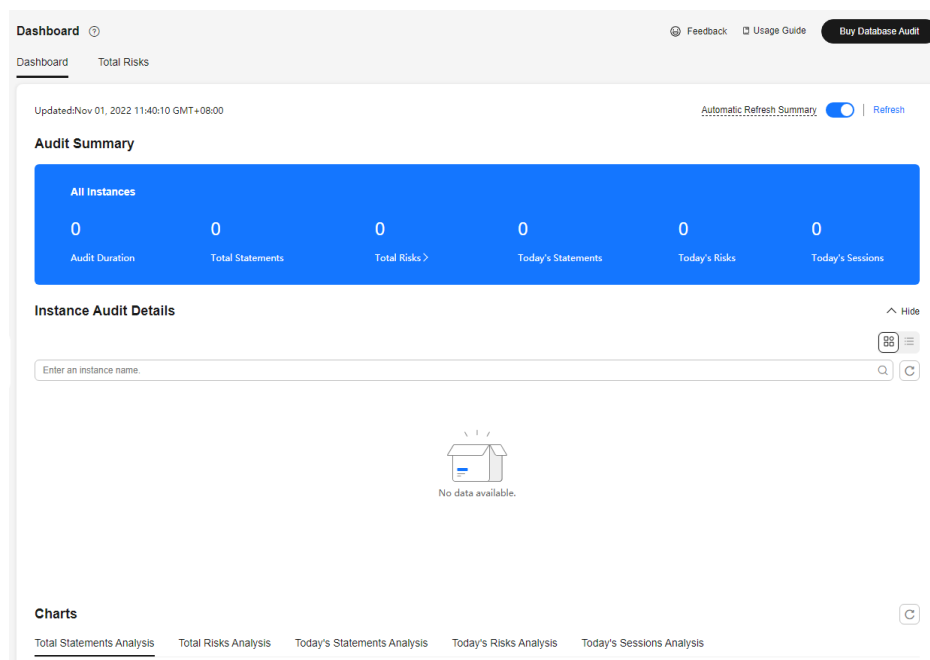 Dashboard
Feedback Usage Guide Buy Database Audit
Dashboard Total Risks
Updated:Nov 01, 2022 11:40:10 GMT+08:00
Automatic Refresh Summary Refresh
Audit Summary
All Instances
0 0 0 0 0 0
Audit Duration Total Statements Total Risks Today's Statements Today's Risks Today's Sessions
Instance Audit Details
Hide
Enter an instance name.
No data available.
Charts
Total Statements Analysis Total Risks Analysis Today's Statements Analysis Today's Risks Analysis Today's Sessions Analysis